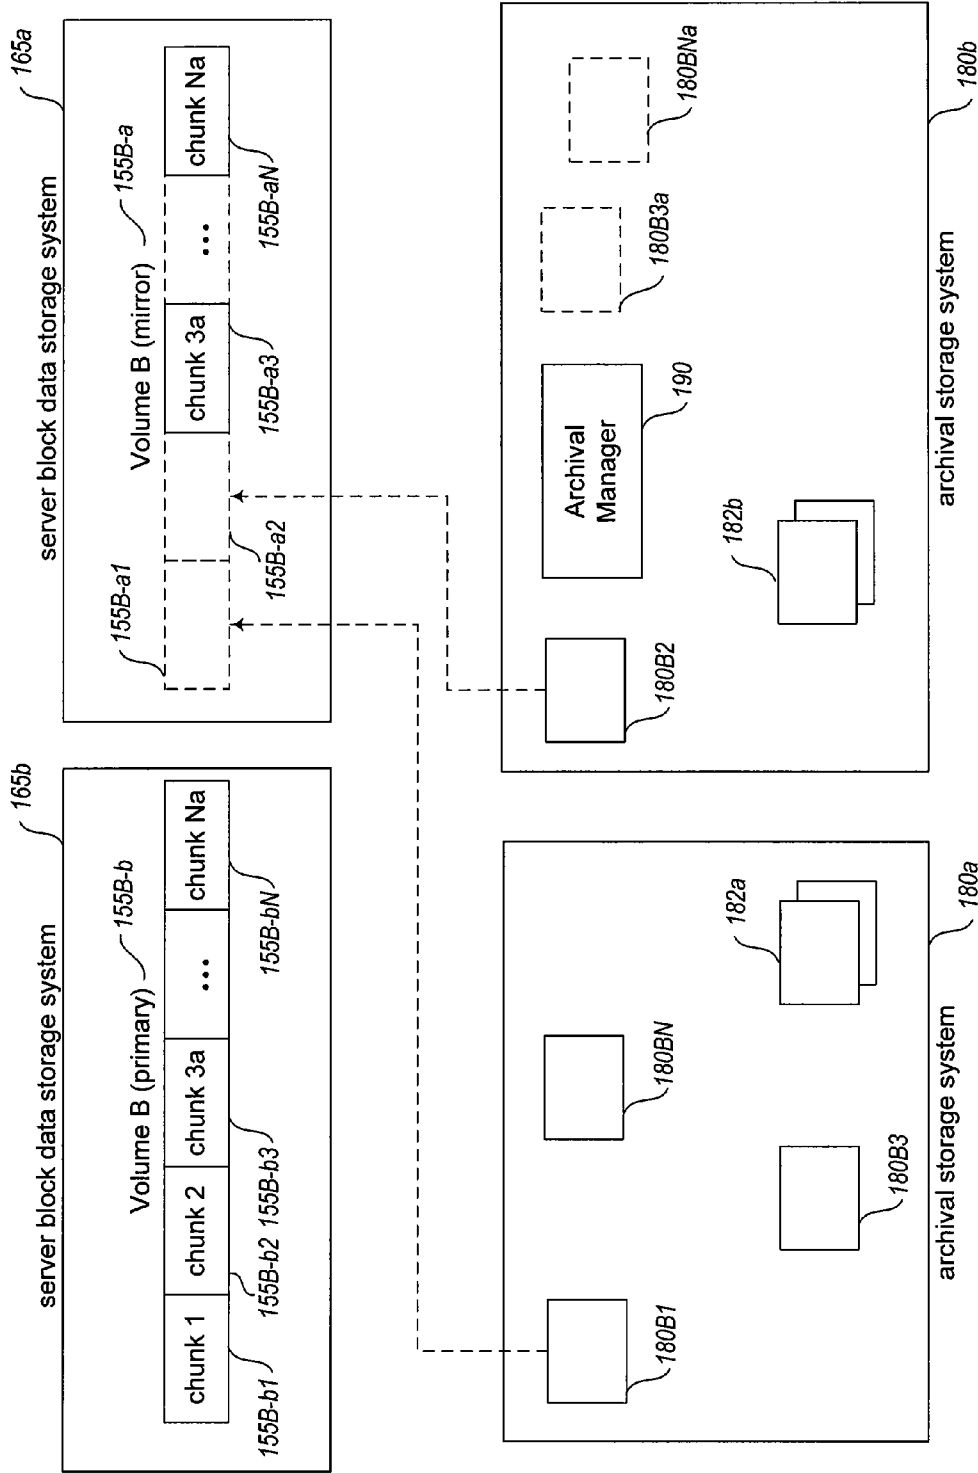 server block data storage system
165b
Volume B (primary)
155B-b
chunk 1
chunk 2
chunk 3a
...
chunk Na
155B-b1
155B-b2
155B-b3
155B-bN
server block data storage system
165a
155B-a1
Volume B (mirror)
155B-a
chunk 3a
...
chunk Na
155B-a2
155B-a3
155B-aN
180B1
180BN
180B3
182a
archival storage system
180a
180B2
Archival
Manager
190
180B3a
180BNa
182b
archival storage system
180b